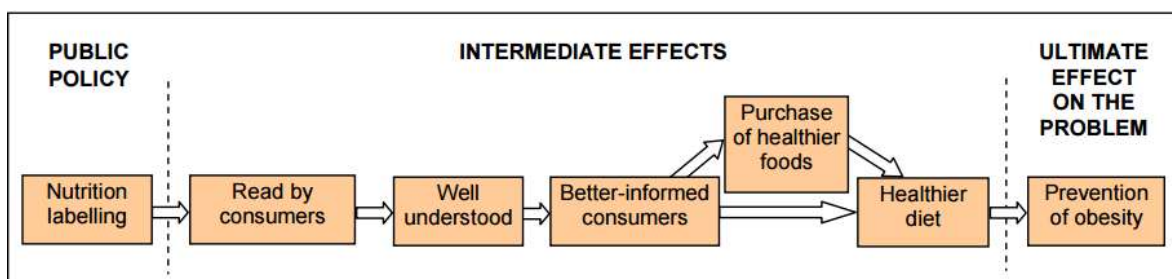 PUBLIC
POLICY
INTERMEDIATE EFFECTS
ULTIMATE
EFFECT
ON THE
PROBLEM
Nutrition
labelling
Read by
consumers
Well
understood
Better-informed
consumers
Purchase
of healthier
foods
Healthier
diet
Prevention
of obesity